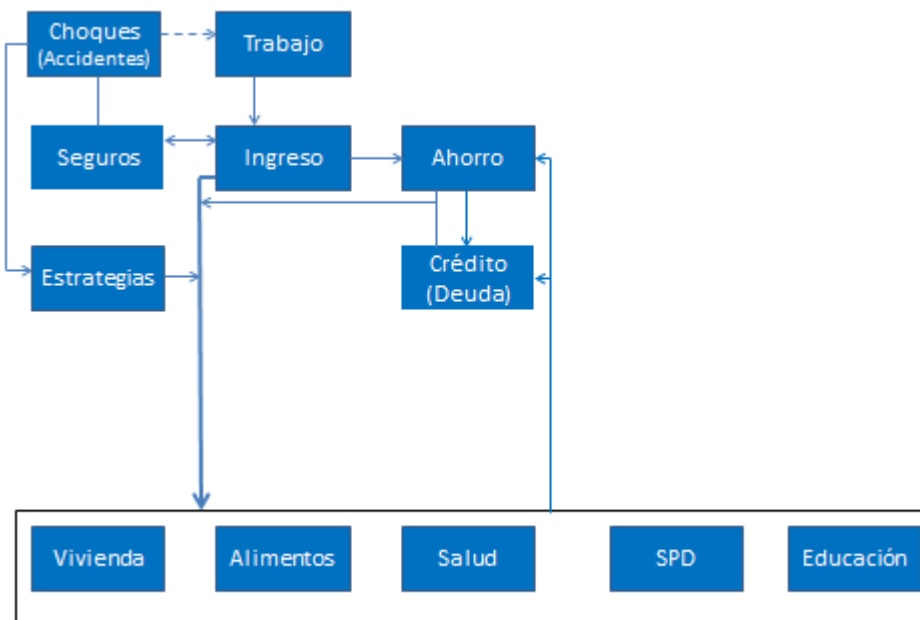 Choques
(Accidentes)
Trabajo
Seguros
Ingreso
Ahorro
Estrategias
Crédito
(Deuda)
Vivienda
Alimentos
Salud
SPD
Educación